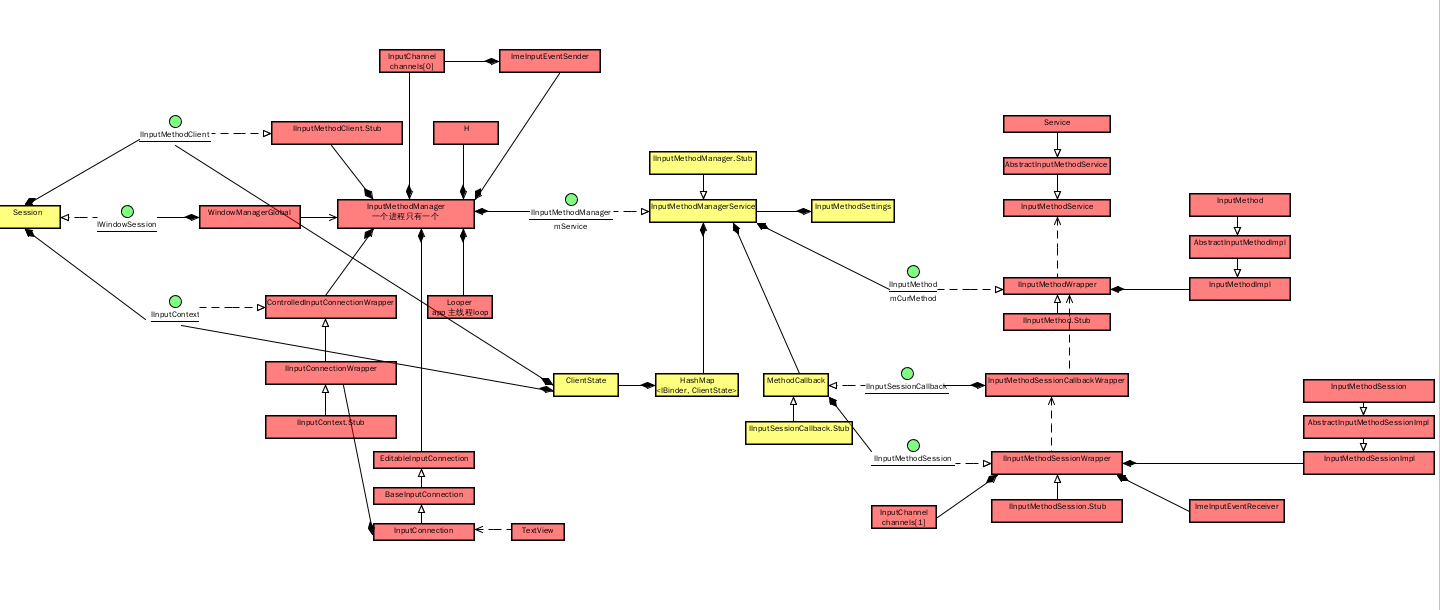 InputChannel
channels[0]
ImeInputEventSender
IInputMethodClient
IInputMethodClient.Stub
H
Service
IInputMethodManager.Stub
AbstractInputMethodService
Session
IWindowSession
WindowManagerGlobal
InputMethodManager
一个进程只有一个
IInputMethodManager
mService
InputMethodManagerService
InputMethodSettings
InputMethodService
InputMethod
AbstractInputMethodImpl
IInputMethod
mCurMethod
IInputMethodWrapper
InputMethodImpl
IInputContext
ControlledInputConnectionWrapper
Looper
app 主线程loop
IInputMethod.Stub
IInputConnectionWrapper
ClientState
HashMap
<IBinder, ClientState>
MethodCallback
IInputSessionCallback
InputMethodSessionCallbackWrapper
InputMethodSession
IInputContext.Stub
IInputSessionCallback.Stub
AbstractInputMethodSessionImpl
EditableInputConnection
IInputMethodSession
IInputMethodSessionWrapper
InputMethodSessionImpl
BaseInputConnection
InputChannel
channels[1]
IInputMethodSession.Stub
ImeInputEventReceiver
InputConnection
TextView